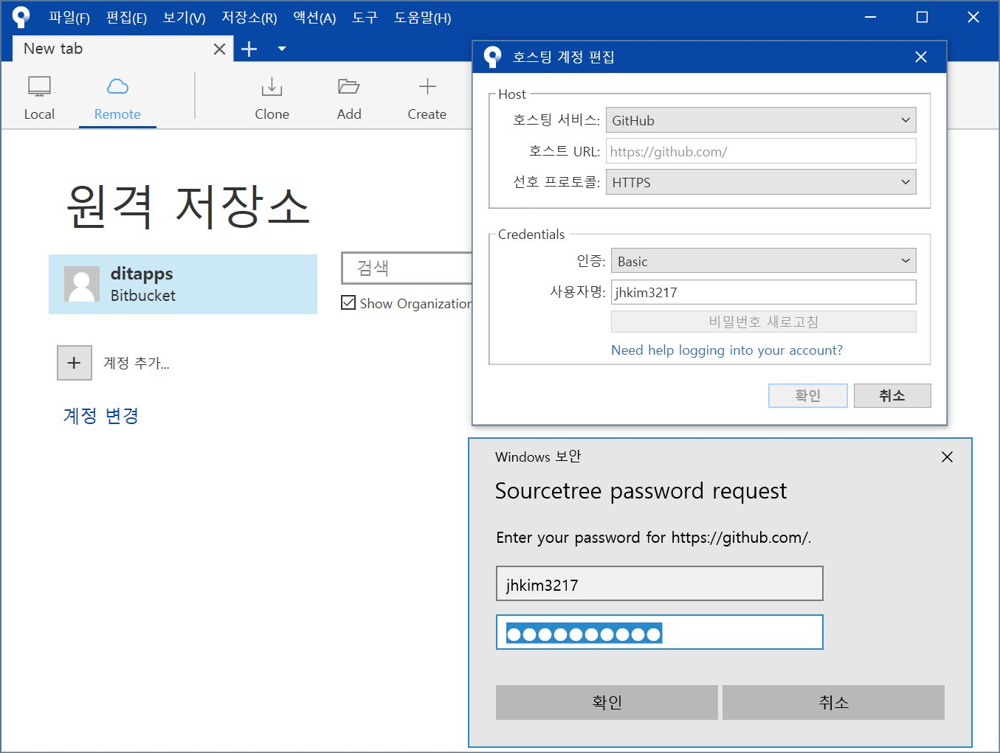 파일(F) 편집(E) 보기(V) 저장소(R) 액션(A) 도구 도움말(H)
New tab
Local Remote Clone Add Create
원격 저장소
ditapps
Bitbucket
검색
Show Organization
계정 추가...
계정 변경
호스팅 계정 편집
Host
호스팅 서비스: GitHub
호스트 URL: https://github.com/
선호 프로토콜: HTTPS
Credentials
인증: Basic
사용자명: jhkim3217
비밀번호 새로고침
Need help logging into your account?
확인 취소
Windows 보안
Sourcetree password request
Enter your password for https://github.com/.
jhkim3217
●●●●●●●●●●
확인 취소